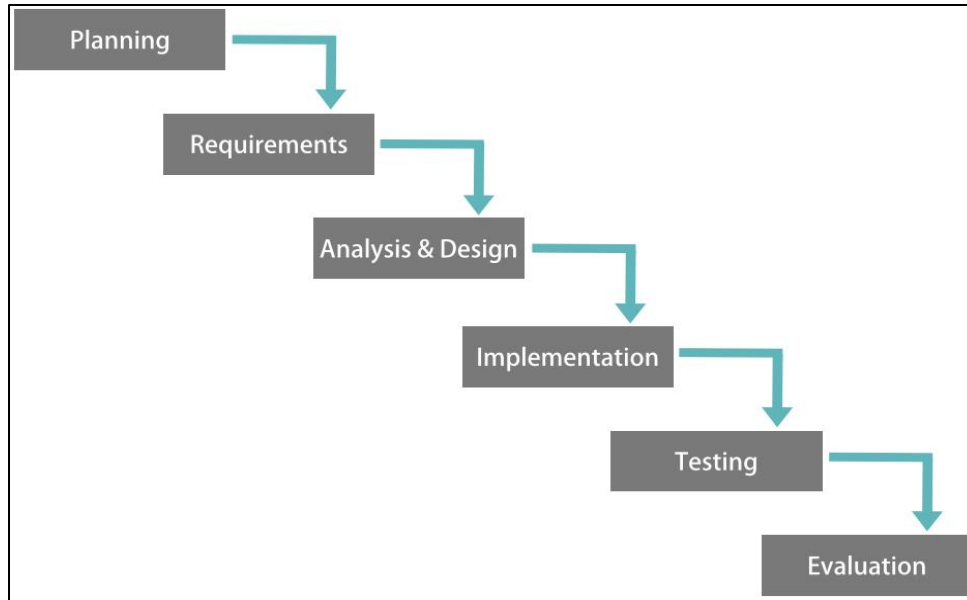 Planning
Requirements
Analysis & Design
Implementation
Testing
Evaluation